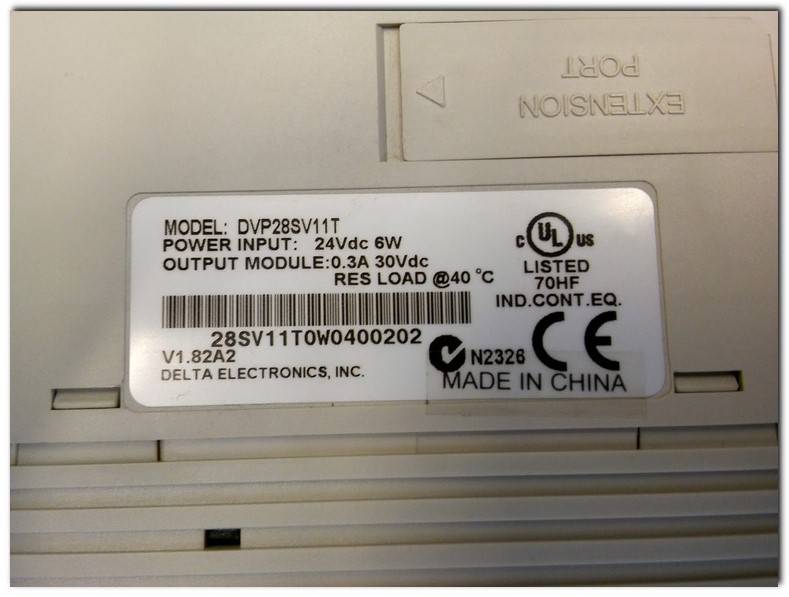 EXTENSION
PORT
MODEL: DVP28SV11T
POWER INPUT: 24Vdc 6W
OUTPUT MODULE:0.3A 30Vdc
RES LOAD @40 °C
28SV11T0W0400202
V1.82A2
DELTA ELECTRONICS, INC.
C UL US
LISTED
70HF
IND.CONT.EQ.
N2326
CE
MADE IN CHINA